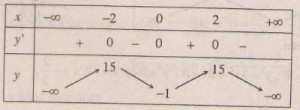 x −∞ −2 0 2 +∞
y' + 0 − 0 + 0 −
15 15
y
−∞ −1 −∞